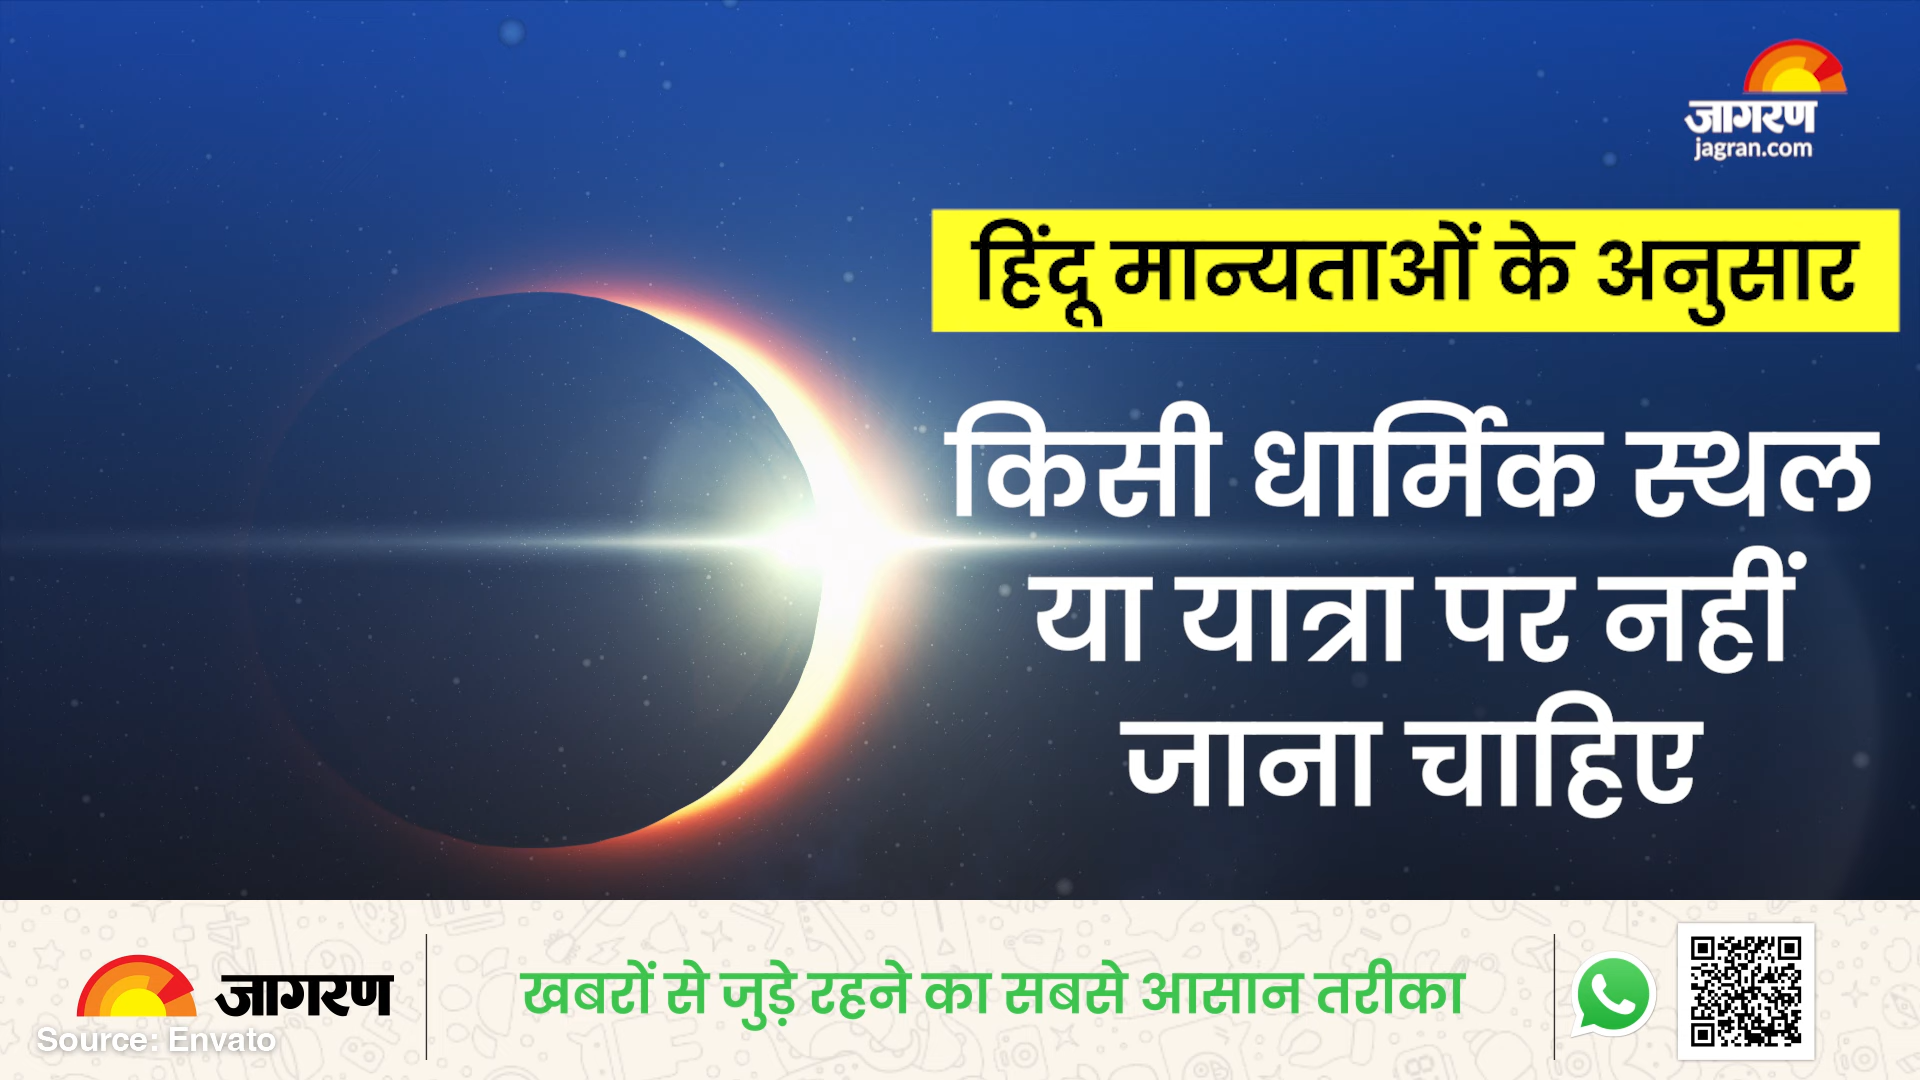 जागरण
jagran.com
हिंदू मान्यताओं के अनुसार
किसी धार्मिक स्थल
या यात्रा पर नहीं
जाना चाहिए
जागरण
खबरों से जुड़े रहने का सबसे आसान तरीका
Source: Envato